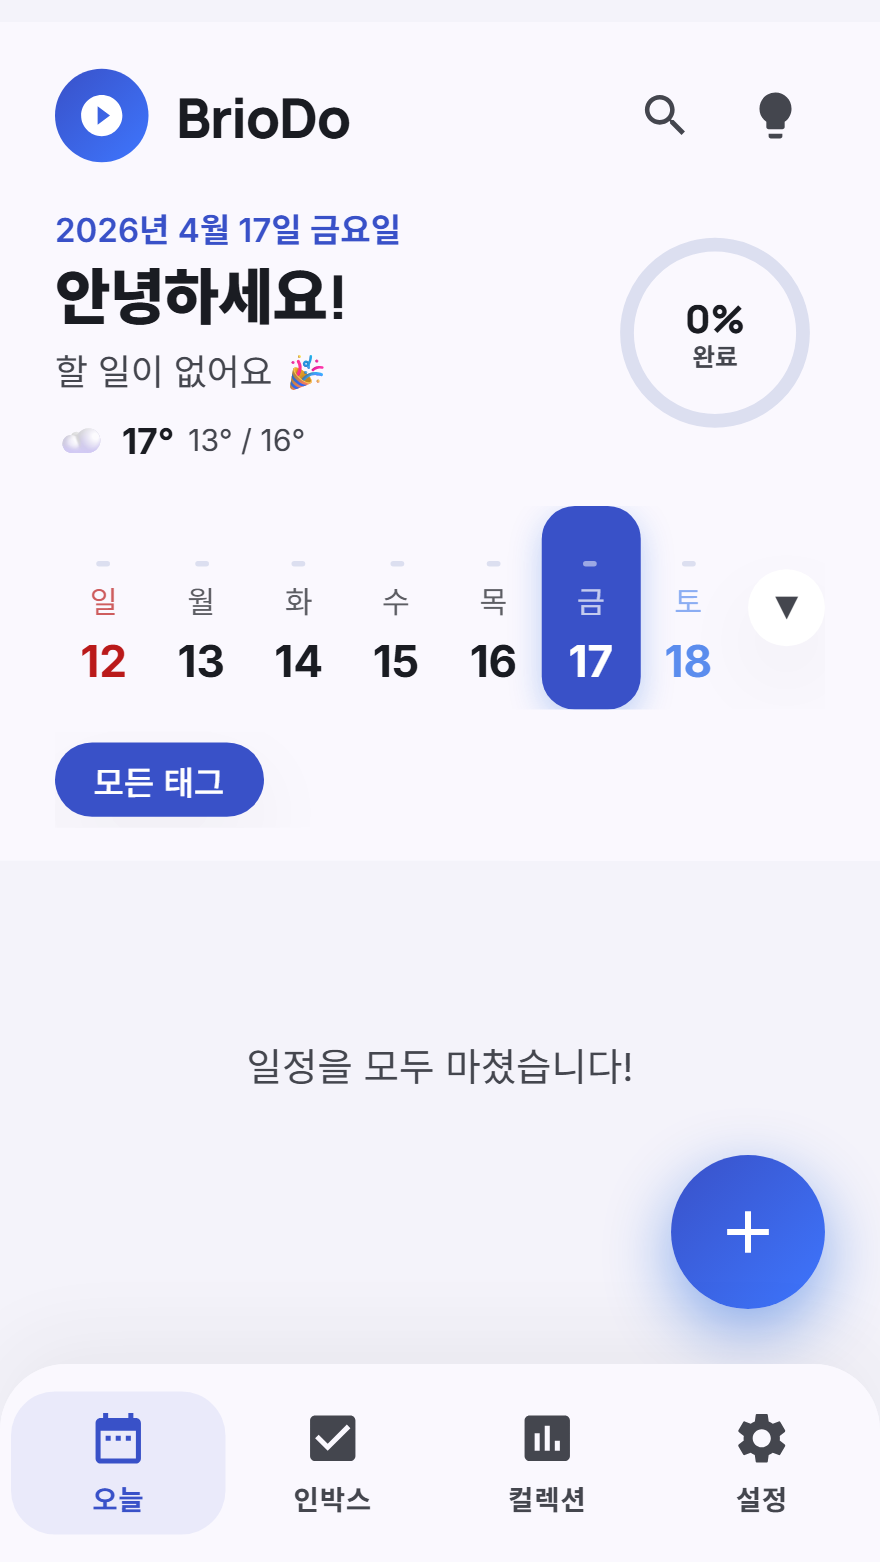 BrioDo
2026년 4월 17일 금요일
안녕하세요!
할 일이 없어요 🎉
17° 13° / 16°
0%
완료
일 월 화 수 목 금 토
12 13 14 15 16 17 18
▼
모든 태그
일정을 모두 마쳤습니다!
+
오늘 인박스 컬렉션 설정